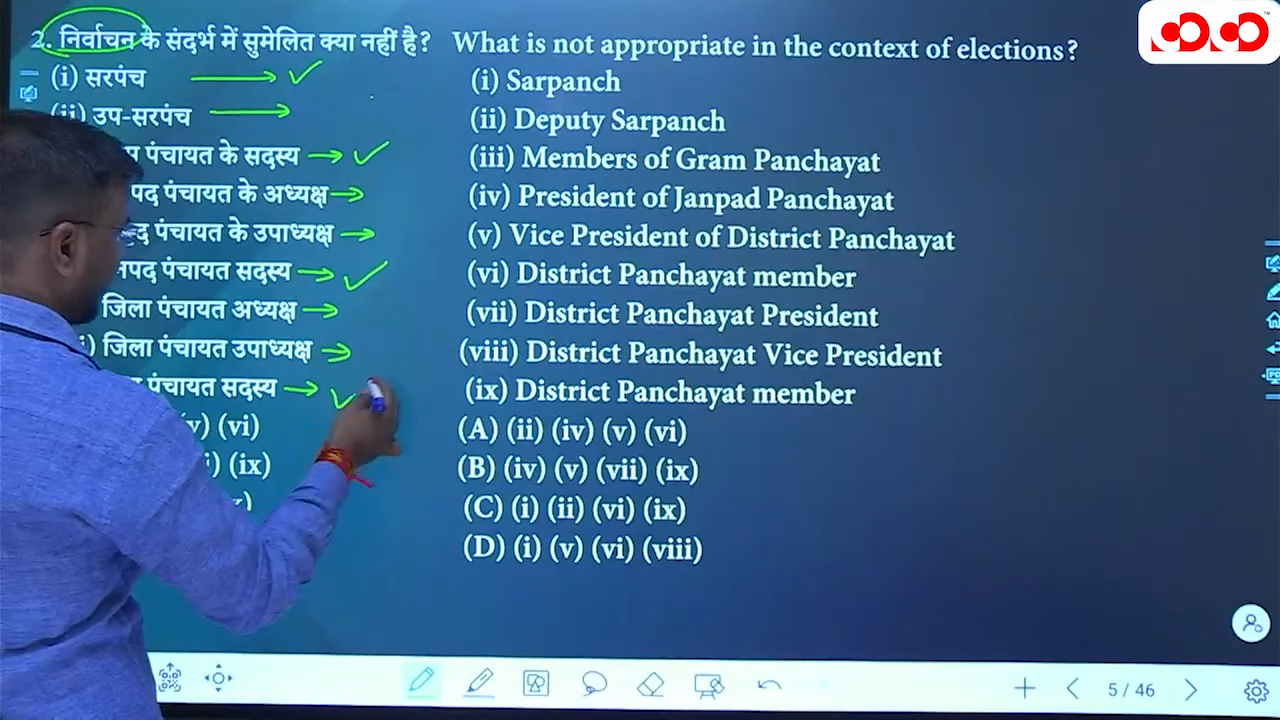 2. निर्वाचन के संदर्भ में सुमेलित क्या नहीं है? What is not appropriate in the context of elections?
(i) सरपंच (i) Sarpanch
(ii) उप-सरपंच (ii) Deputy Sarpanch
पंचायत के सदस्य (iii) Members of Gram Panchayat
पंचायत के अध्यक्ष (iv) President of Janpad Panchayat
पंचायत के उपाध्यक्ष (v) Vice President of District Panchayat
पंचायत सदस्य (vi) District Panchayat member
जिला पंचायत अध्यक्ष (vii) District Panchayat President
जिला पंचायत उपाध्यक्ष (viii) District Panchayat Vice President
पंचायत सदस्य (ix) District Panchayat member
(vi) (A) (ii) (iv) (v) (vi)
(ix) (B) (iv) (v) (vii) (ix)
(C) (i) (ii) (vi) (ix)
(D) (i) (v) (vi) (viii)
5 / 46